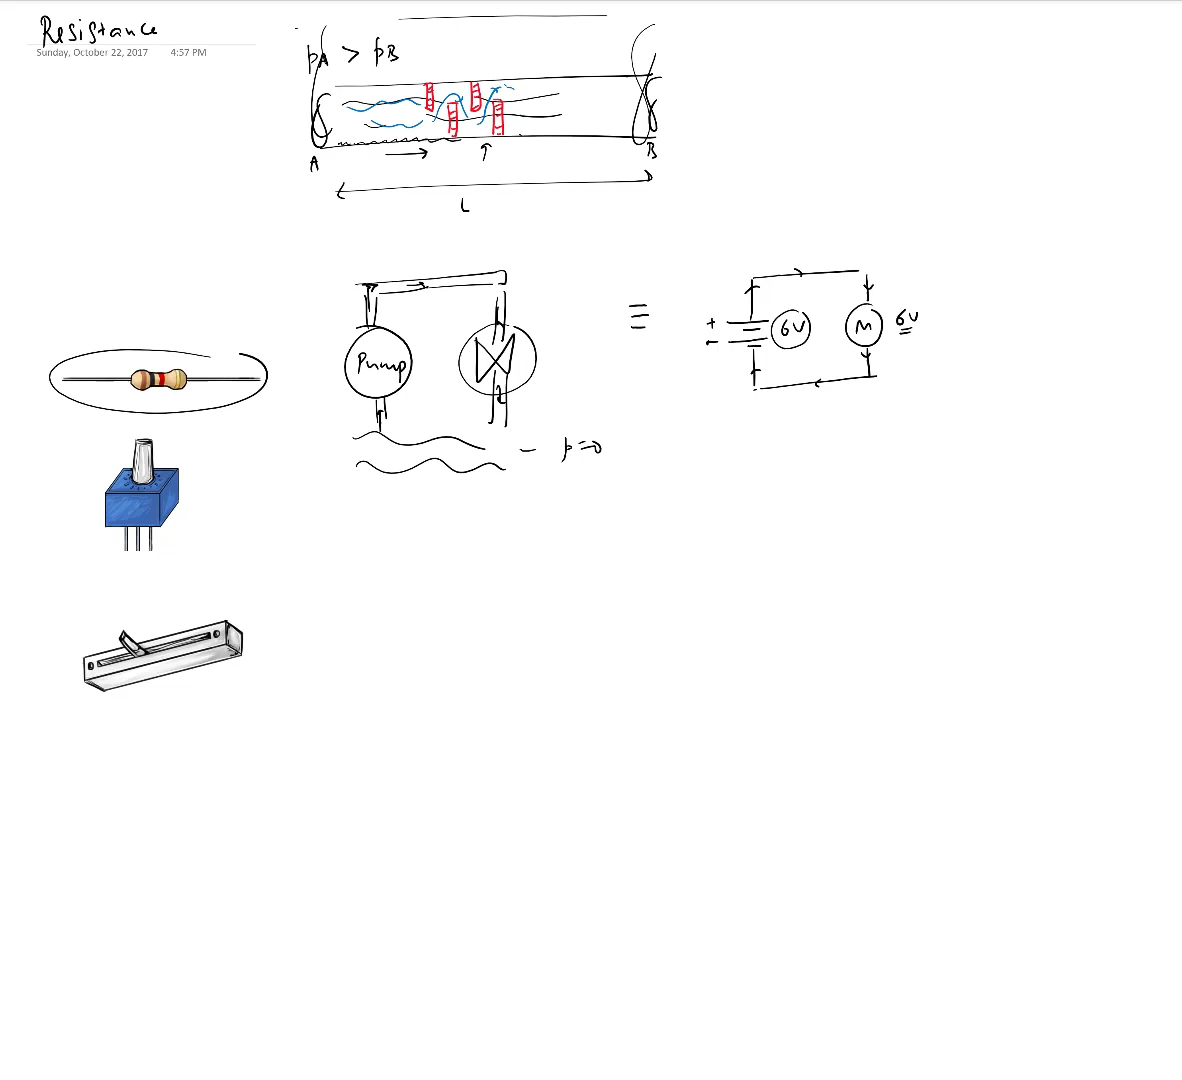 Resistance
Sunday, October 22, 2017 4:57 PM
pA > pB
A B
L
Pump
p=0
≡
+
-
6V
M
6V